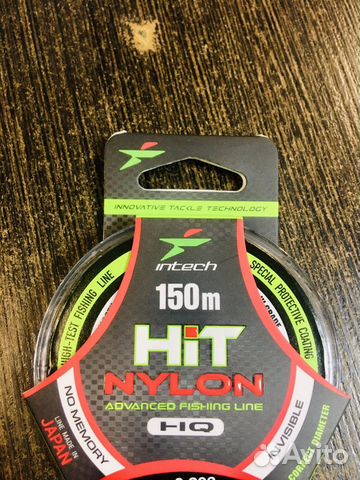 INNOVATIVE TACKLE TECHNOLOGY
intech
150m
HIGH-TEST FISHING LINE
SPECIAL PROTECTIVE COATING
HiT
NYLON
ADVANCED FISHING LINE
HQ
NO MEMORY
INVISIBLE
LINE MADE IN
JAPAN
DIAMETER
Avito